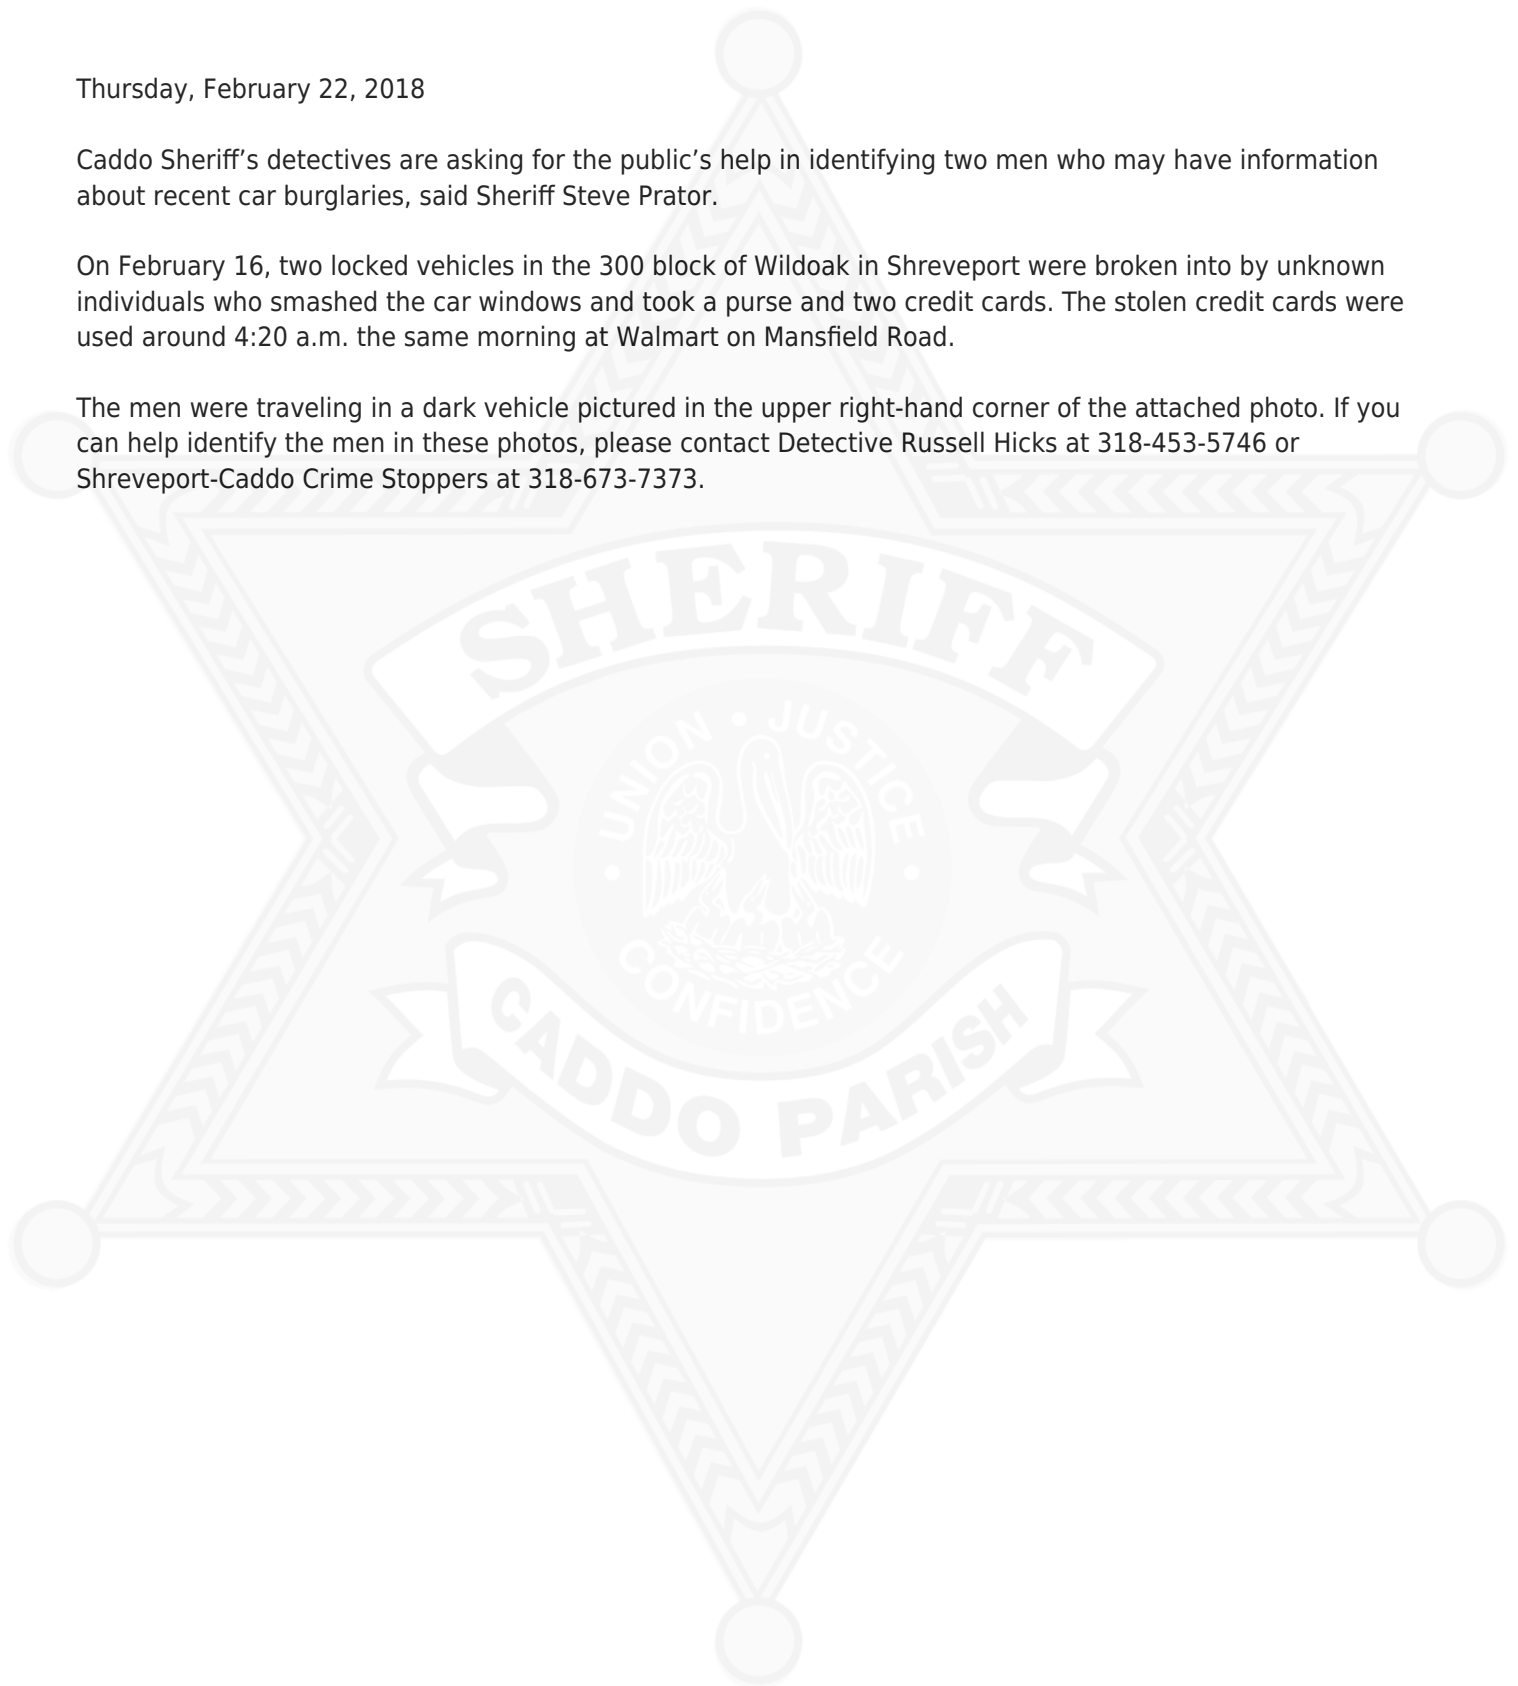 Thursday, February 22, 2018
Caddo Sheriff’s detectives are asking for the public’s help in identifying two men who may have information
about recent car burglaries, said Sheriff Steve Prator.
On February 16, two locked vehicles in the 300 block of Wildoak in Shreveport were broken into by unknown
individuals who smashed the car windows and took a purse and two credit cards. The stolen credit cards were
used around 4:20 a.m. the same morning at Walmart on Mansfield Road.
The men were traveling in a dark vehicle pictured in the upper right-hand corner of the attached photo. If you
can help identify the men in these photos, please contact Detective Russell Hicks at 318-453-5746 or
Shreveport-Caddo Crime Stoppers at 318-673-7373.
SHERIFF
UNION • JUSTICE
• CONFIDENCE •
CADDO PARISH